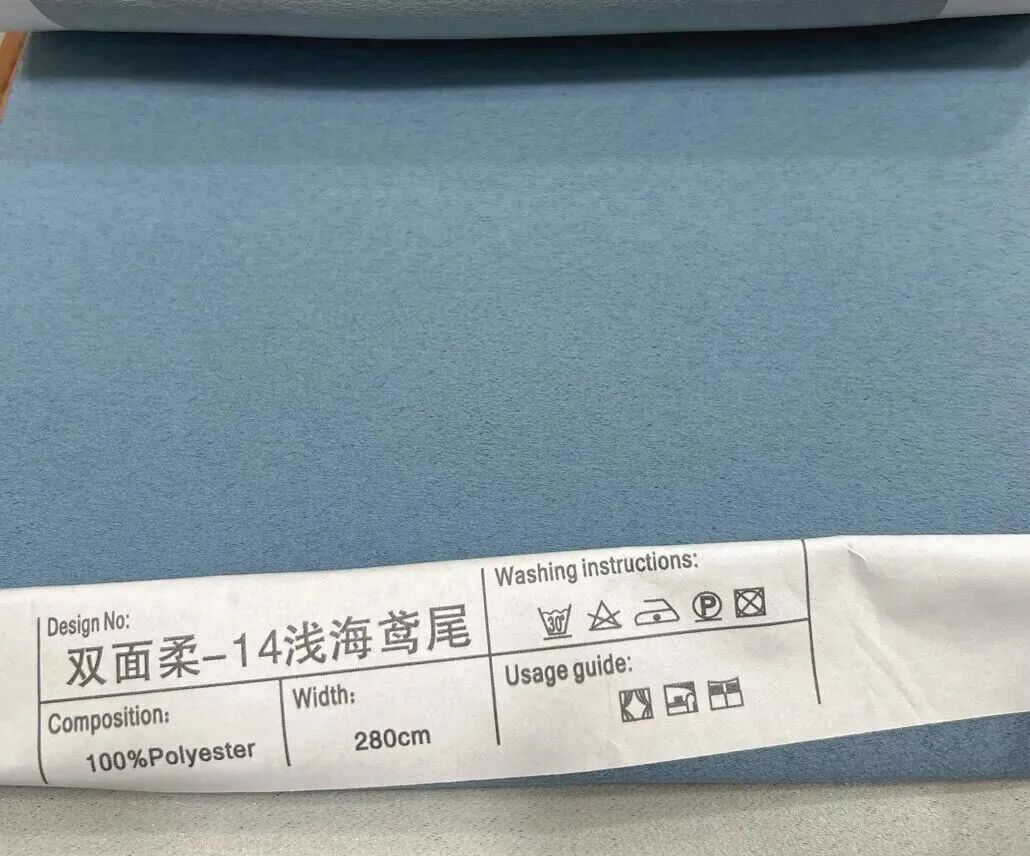 Design No:
双面柔-14浅海鸢尾
Washing instructions:
30°
P
Composition:
100%Polyester
Width:
280cm
Usage guide: